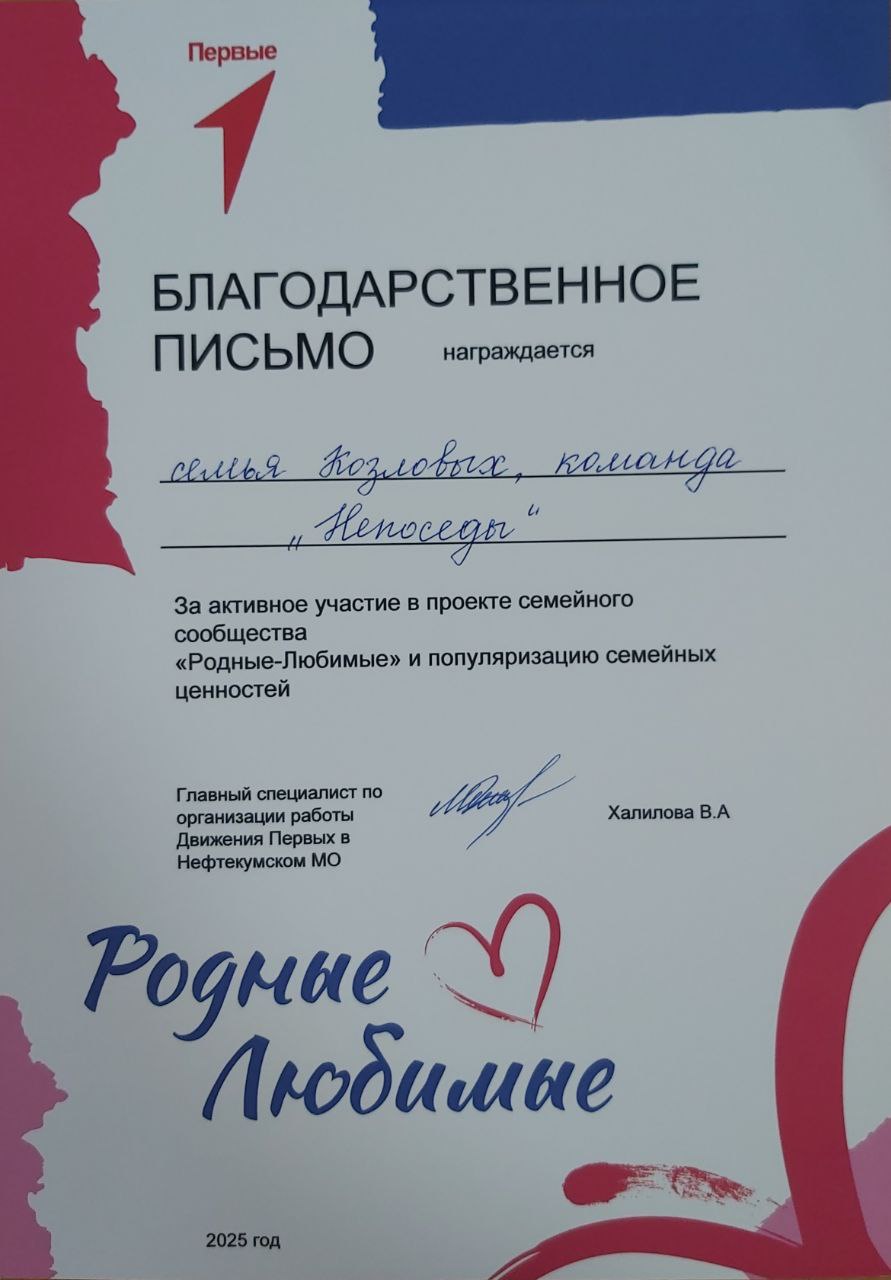 Первые
БЛАГОДАРСТВЕННОЕ
ПИСЬМО награждается
семья Козловых, команда
„Непоседы“
За активное участие в проекте семейного
сообщества
«Родные-Любимые» и популяризацию семейных
ценностей
Главный специалист по
организации работы
Движения Первых в
Нефтекумском МО
Халилова В.А
Родные
Любимые
2025 год